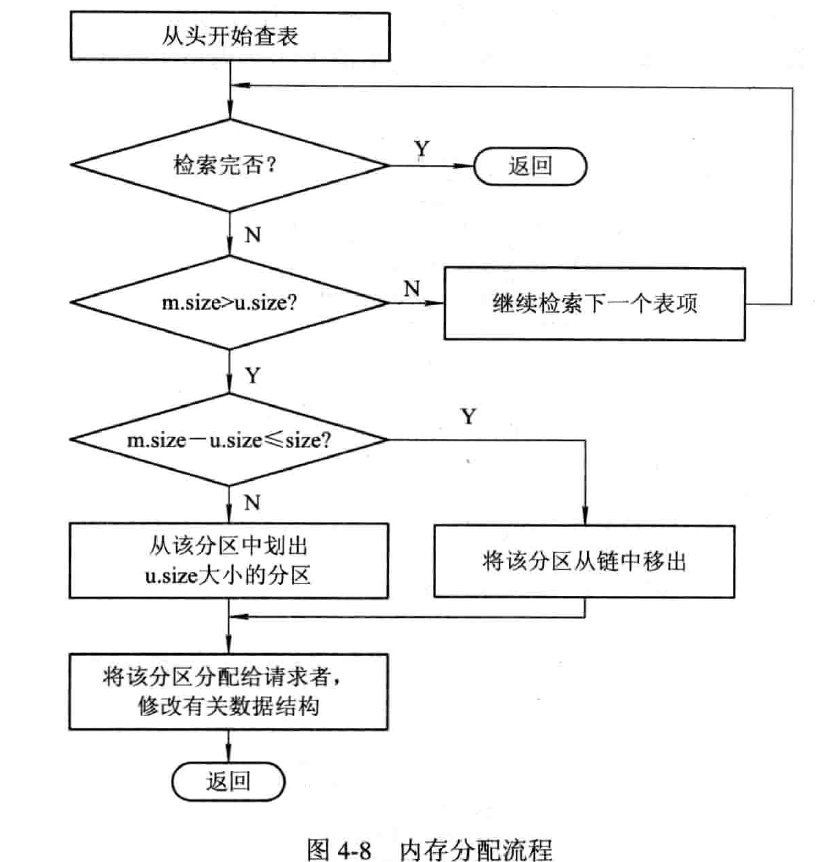 从头开始查表
检索完否？
Y
返回
N
m.size>u.size?
N
继续检索下一个表项
Y
m.size－u.size≤size?
Y
N
从该分区中划出
u.size大小的分区
将该分区从链中移出
将该分区分配给请求者，
修改有关数据结构
返回
图 4-8 内存分配流程